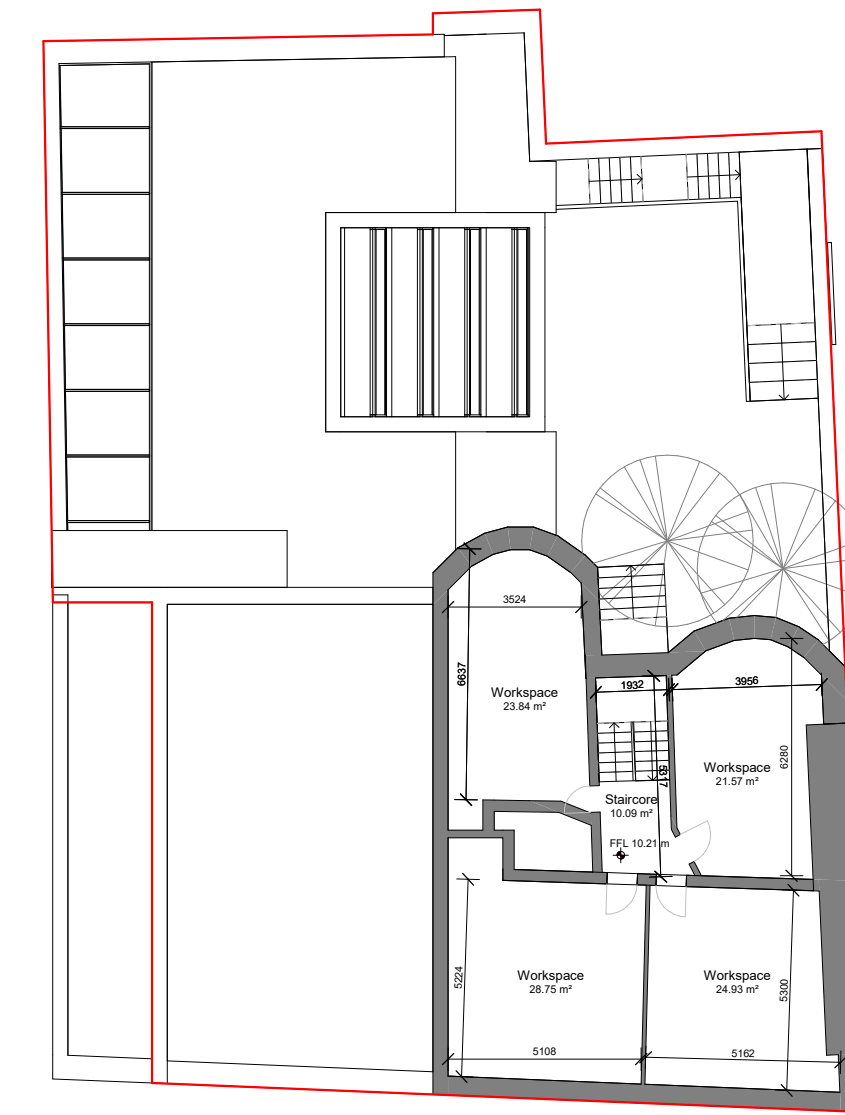 3524
6637
Workspace
23.84 m²
1932
3956
6280
5317
Workspace
21.57 m²
Staircore
10.09 m²
FFL 10.21 m
5224
Workspace
28.75 m²
Workspace
24.93 m²
5300
5108
5162